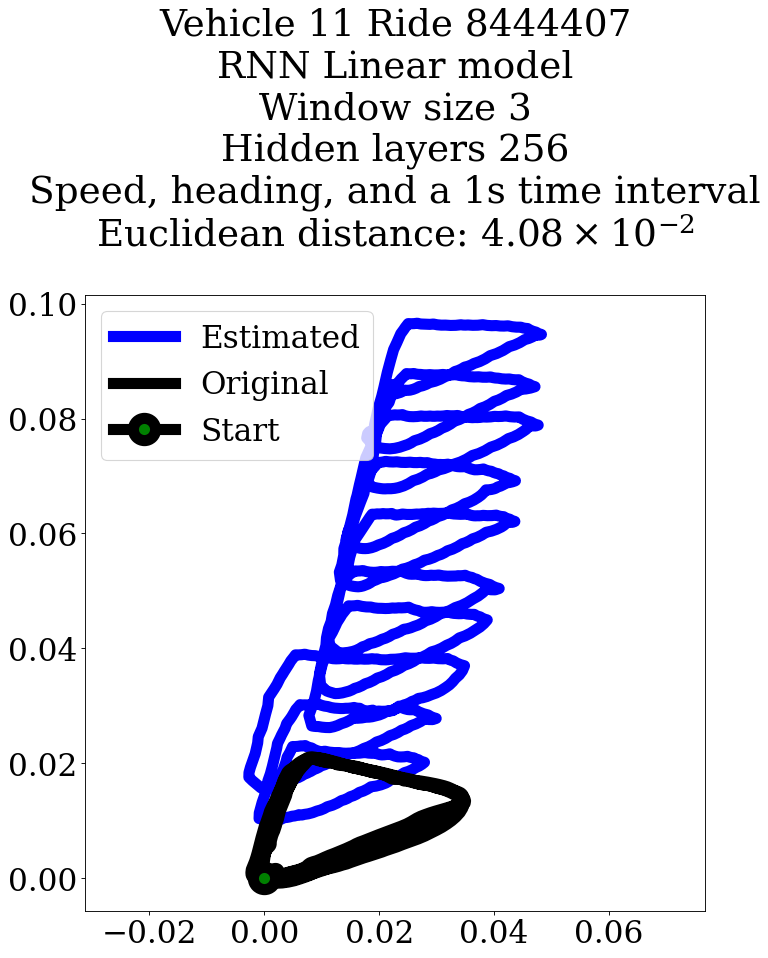 Vehicle 11 Ride 8444407
RNN Linear model
Window size 3
Hidden layers 256
Speed, heading, and a 1s time interval
Euclidean distance: 4.08 × 10⁻²
0.10
0.08
0.06
0.04
0.02
0.00
Estimated
Original
Start
−0.02 0.00 0.02 0.04 0.06